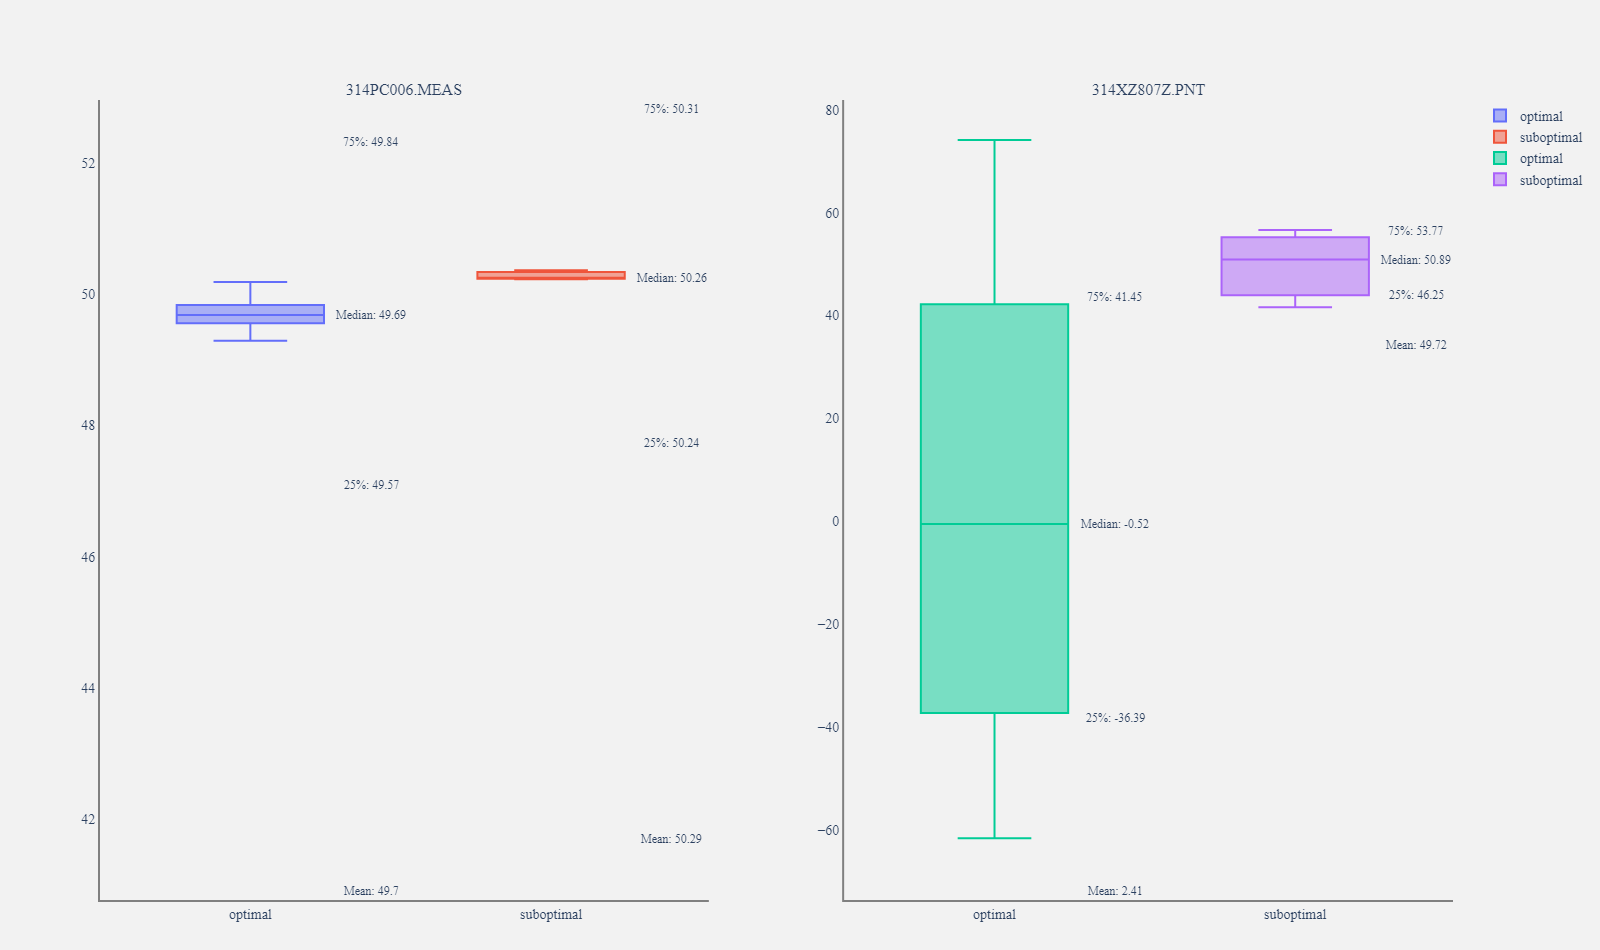 314PC006.MEAS
75%: 50.31
75%: 49.84
52
50
48
46
44
42
Median: 50.26
Median: 49.69
25%: 50.24
25%: 49.57
Mean: 50.29
Mean: 49.7
optimal
suboptimal
314XZ807Z.PNT
80
60
40
20
0
−20
−40
−60
75%: 53.77
Median: 50.89
25%: 46.25
75%: 41.45
Mean: 49.72
Median: -0.52
25%: -36.39
Mean: 2.41
optimal
suboptimal
optimal
suboptimal
optimal
suboptimal